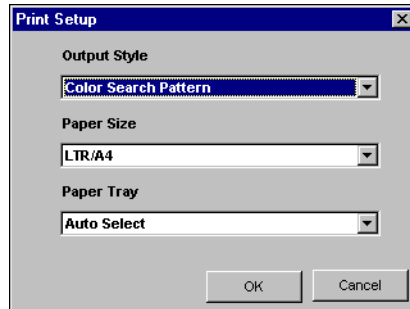 Print Setup
Output Style
Color Search Pattern
Paper Size
LTR/A4
Paper Tray
Auto Select
OK Cancel